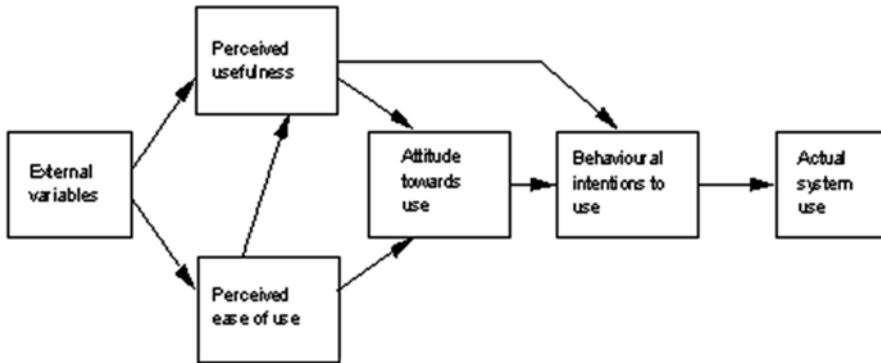 Perceived
usefulness
External
variables
Attitude
towards
use
Behavioural
intentions to
use
Actual
system
use
Perceived
ease of use